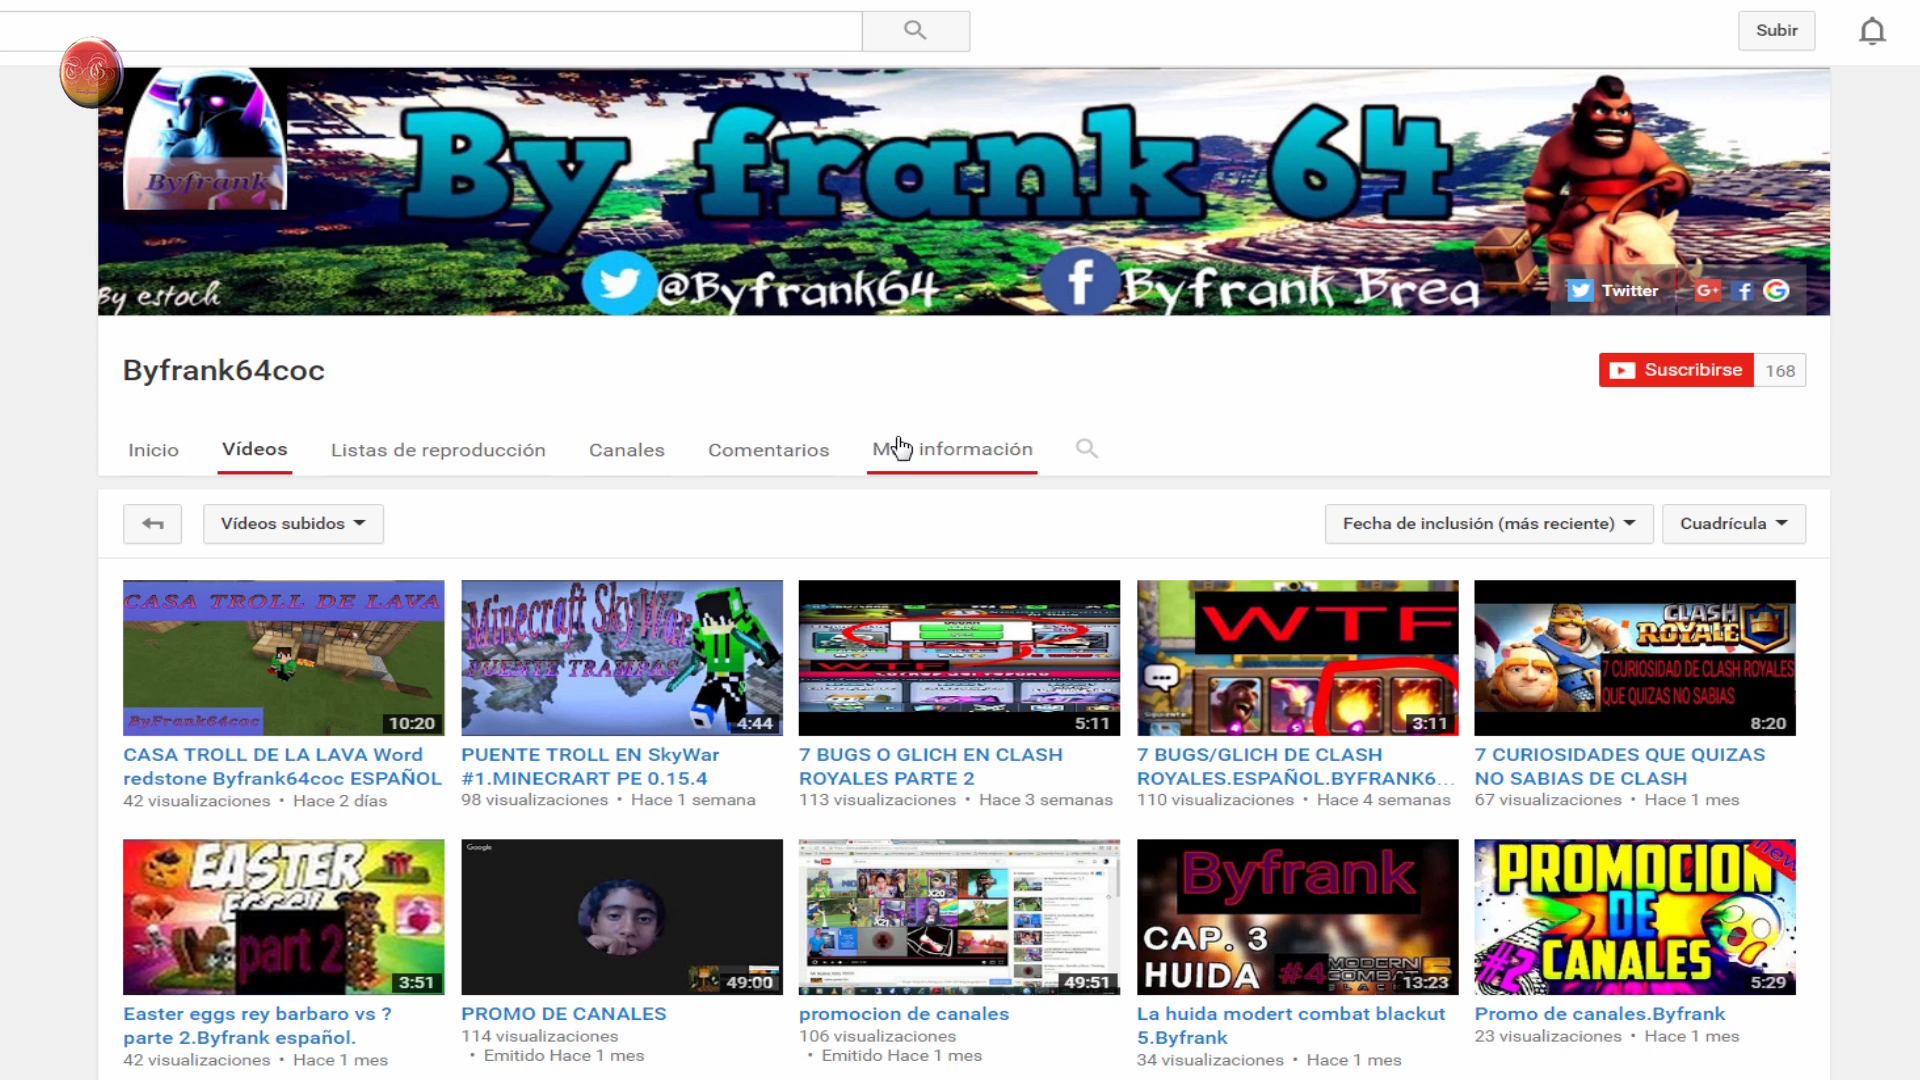 Subir
By frank 64
Byfrank
@Byfrank64
Byfrank Brea
By estoch
Twitter
Byfrank64coc
Suscribirse 168
Inicio
Vídeos
Listas de reproducción
Canales
Comentarios
información
Vídeos subidos
Fecha de inclusión (más reciente)
Cuadrícula
CASA TROLL DE LAVA
ByFrank64coc
10:20
Minecraft SkyWar
PUENTE TRAMPAS
4:44
WTF
5:11
WTF
3:11
CLASH
ROYALE
7 CURIOSIDAD DE CLASH ROYALES
QUE QUIZAS NO SABIAS
8:20
CASA TROLL DE LA LAVA Word
redstone Byfrank64coc ESPAÑOL
42 visualizaciones • Hace 2 días
PUENTE TROLL EN SkyWar
#1.MINECRART PE 0.15.4
98 visualizaciones • Hace 1 semana
7 BUGS O GLICH EN CLASH
ROYALES PARTE 2
113 visualizaciones • Hace 3 semanas
7 BUGS/GLICH DE CLASH
ROYALES.ESPAÑOL.BYFRANK6...
110 visualizaciones • Hace 4 semanas
7 CURIOSIDADES QUE QUIZAS
NO SABIAS DE CLASH
67 visualizaciones • Hace 1 mes
EASTER
EGGS!
part 2
3:51
Google
49:00
49:51
Byfrank
CAP. 3
HUIDA
#4
MODERN
COMBAT 5
13:23
PROMOCION
DE
CANALES
#2
new
5:29
Easter eggs rey barbaro vs ?
parte 2.Byfrank español.
42 visualizaciones • Hace 1 mes
PROMO DE CANALES
114 visualizaciones
• Emitido Hace 1 mes
promocion de canales
106 visualizaciones
• Emitido Hace 1 mes
La huida modert combat blackut
5.Byfrank
34 visualizaciones • Hace 1 mes
Promo de canales.Byfrank
23 visualizaciones • Hace 1 mes